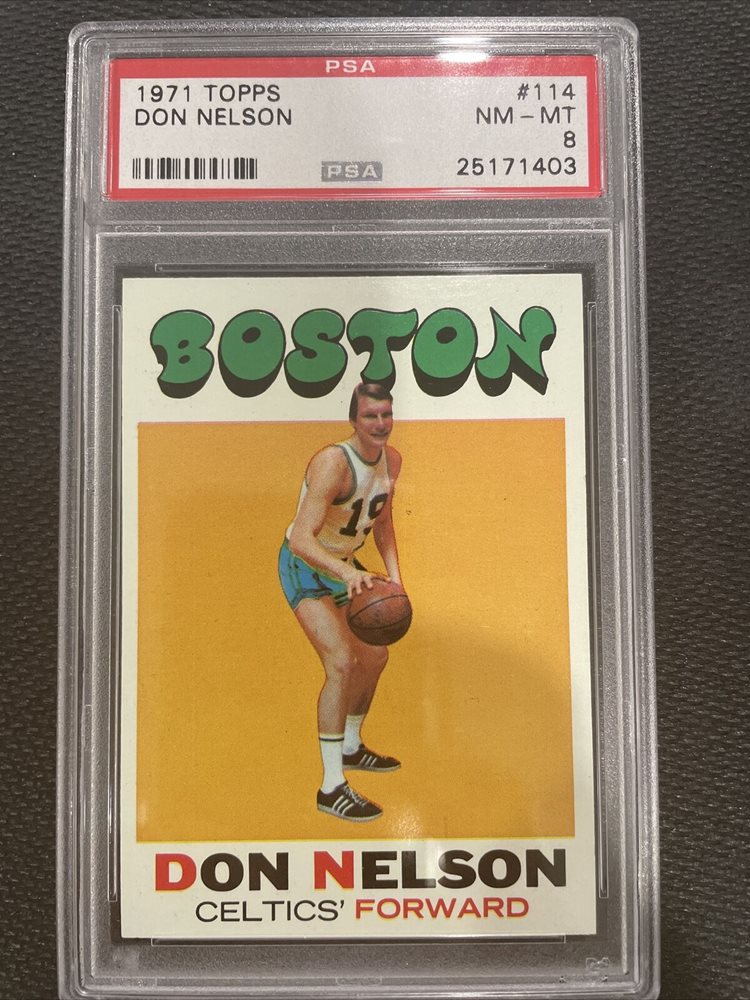 PSA
1971 TOPPS #114
DON NELSON NM-MT
8
PSA 25171403
BOSTON
19
DON NELSON
CELTICS' FORWARD